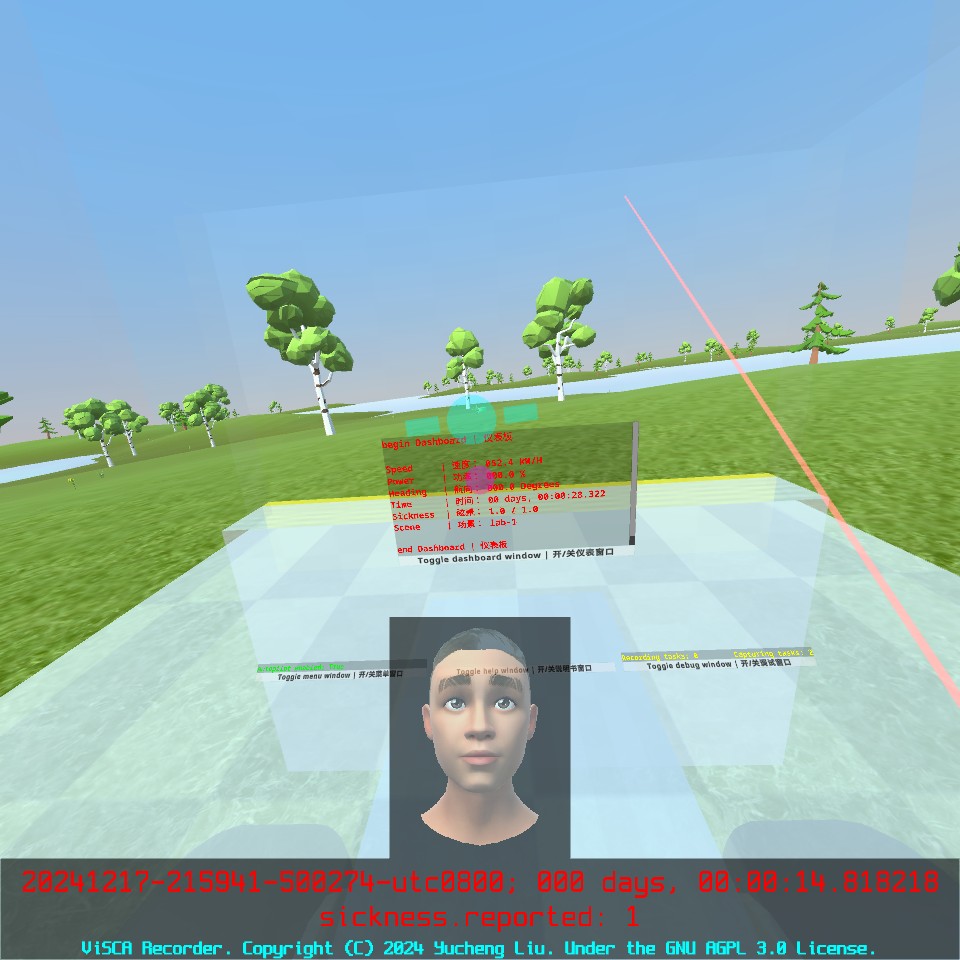 begin Dashboard | 仪表板
Speed | 速度： 052.4 kW/H
Power | 功率： 000.0 %
Heading | 航向： 000.0 Degrees
Time | 时间： 00 days, 00:00:28.322
Sickness | 眩晕： 1.0 / 1.0
Scene | 场景： lab-1
end Dashboard | 仪表板
Toggle dashboard window | 开/关仪表窗口
Autopilot enabled: True
Toggle menu window | 开/关菜单窗口
Toggle help window | 开/关说明书窗口
Recording tasks: 0 Capturing tasks: 2
Toggle debug window | 开/关调试窗口
20241217-215941-500274-utc0800; 000 days, 00:00:14.818218
sickness.reported: 1
ViSCA Recorder. Copyright (C) 2024 Yucheng Liu. Under the GNU AGPL 3.0 License.